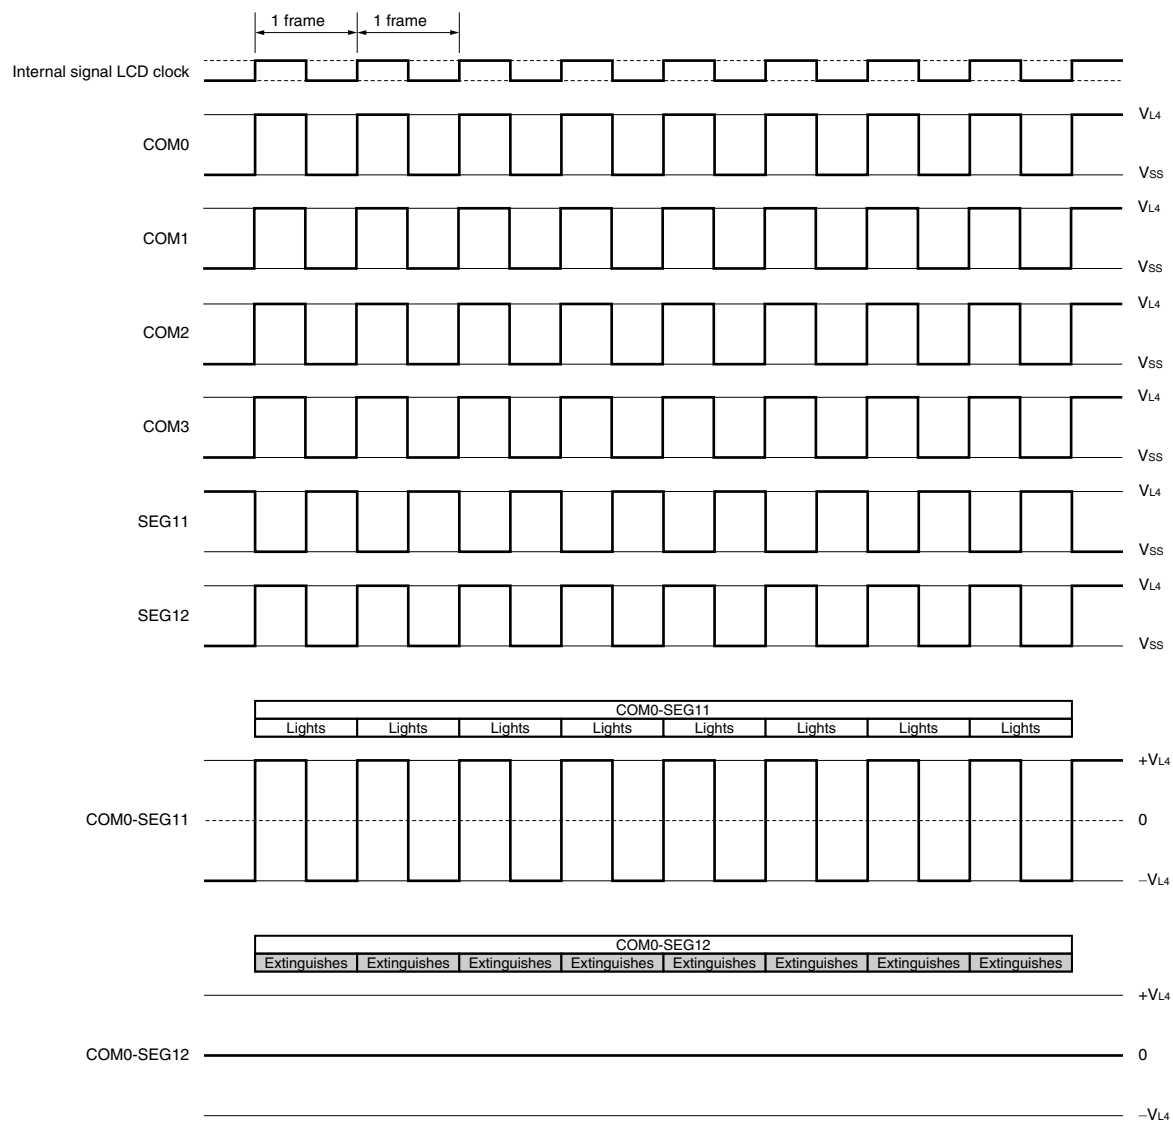 1 frame 1 frame
Internal signal LCD clock
VL4
COM0
VSS
VL4
COM1
VSS
VL4
COM2
VSS
VL4
COM3
VSS
VL4
SEG11
VSS
VL4
SEG12
VSS
COM0-SEG11
Lights Lights Lights Lights Lights Lights Lights Lights
+VL4
COM0-SEG11 0
−VL4
COM0-SEG12
Extinguishes Extinguishes Extinguishes Extinguishes Extinguishes Extinguishes Extinguishes Extinguishes
+VL4
COM0-SEG12 0
−VL4